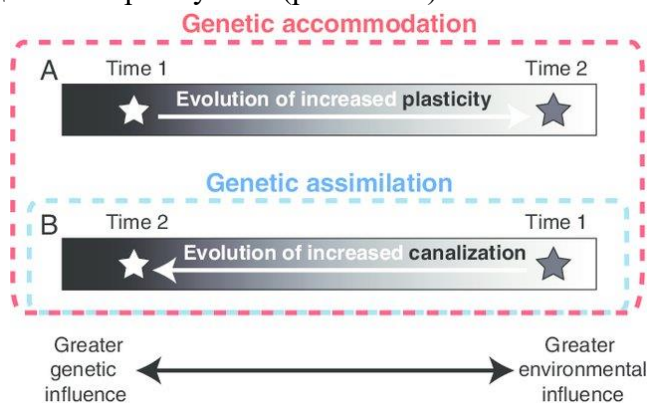 Genetic accommodation
A
Time 1
Time 2
Evolution of increased plasticity
Genetic assimilation
B
Time 2
Time 1
Evolution of increased canalization
Greater
genetic
influence
Greater
environmental
influence